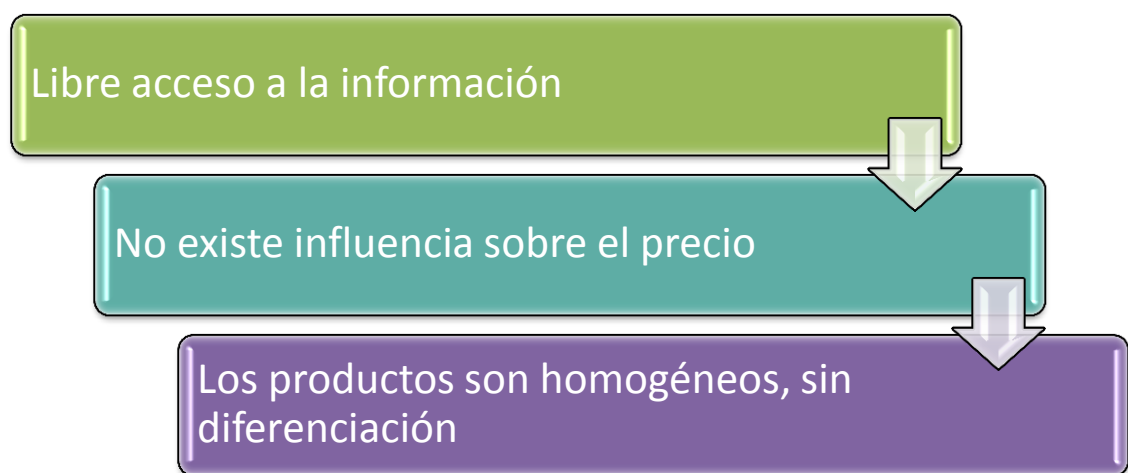 Libre acceso a la información
No existe influencia sobre el precio
Los productos son homogéneos, sin
diferenciación